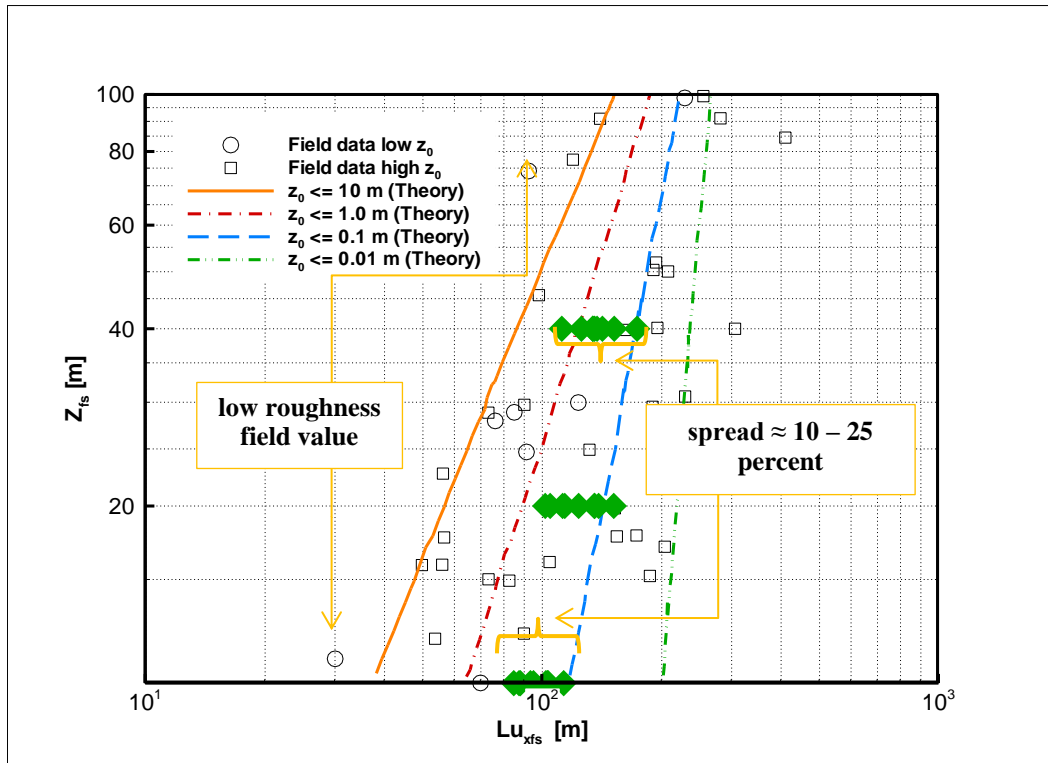 100
80
60
40
20
Z_fs [m]
Field data low z_0
Field data high z_0
z_0 <= 10 m (Theory)
z_0 <= 1.0 m (Theory)
z_0 <= 0.1 m (Theory)
z_0 <= 0.01 m (Theory)
low roughness
field value
spread ≈ 10 – 25
percent
10^1 10^2 10^3
Lu_xfs [m]